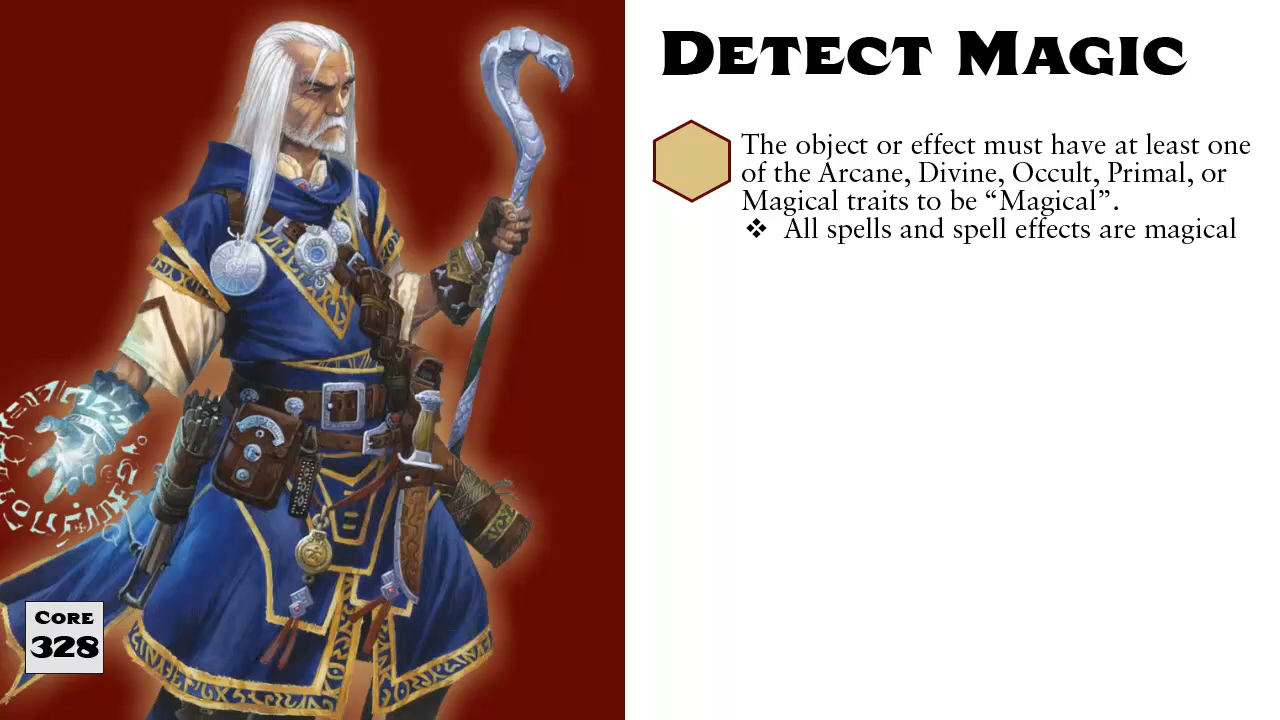 DETECT MAGIC
The object or effect must have at least one
of the Arcane, Divine, Occult, Primal, or
Magical traits to be “Magical”.
❖ All spells and spell effects are magical
CORE
328